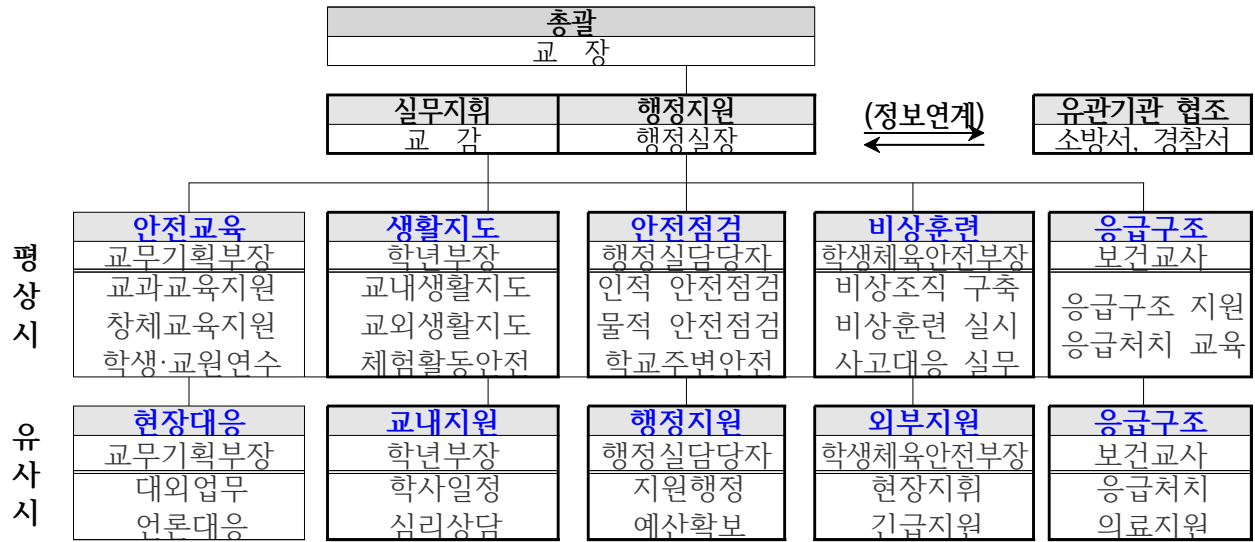 총괄
교 장
실무지휘 행정지원 (정보연계) 유관기관 협조
교 감 행정실장 소방서, 경찰서
평상시
안전교육 생활지도 안전점검 비상훈련 응급구조
교무기획부장 학년부장 행정실담당자 학생체육안전부장 보건교사
교과교육지원 교내생활지도 인적 안전점검 비상조직 구축 응급구조 지원
창체교육지원 교외생활지도 물적 안전점검 비상훈련 실시 응급처치 교육
학생·교원연수 체험활동안전 학교주변안전 사고대응 실무
유사시
현장대응 교내지원 행정지원 외부지원 응급구조
교무기획부장 학년부장 행정실담당자 학생체육안전부장 보건교사
대외업무 학사일정 지원행정 현장지휘 응급처치
언론대응 심리상담 예산확보 긴급지원 의료지원